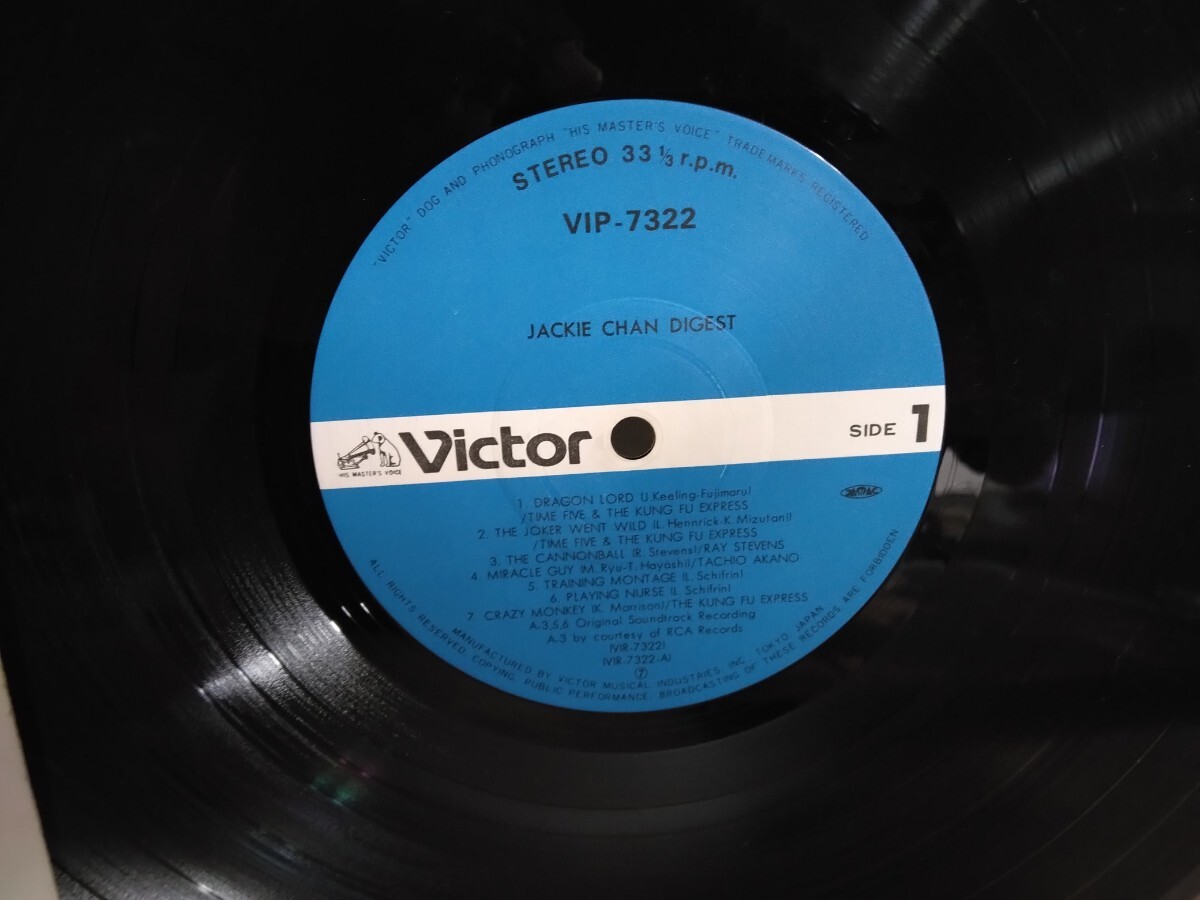 "VICTOR" DOG AND PHONOGRAPH "HIS MASTER'S VOICE" TRADEMARKS REGISTERED
STEREO 33 1/3 r.p.m.
VIP-7322
JACKIE CHAN DIGEST
HIS MASTER'S VOICE
Victor
SIDE 1
1. DRAGON LORD (J.Keeling-Fujimaru)
/TIME FIVE & THE KUNG FU EXPRESS
2. THE JOKER WENT WILD (L. Hennrick-K. Mizutani)
/TIME FIVE & THE KUNG FU EXPRESS
3. THE CANNONBALL (R. Stevens)/RAY STEVENS
4. MIRACLE GUY (M. Ryu-T. Hayashi)/TACHIO AKANO
5. TRAINING MONTAGE (L. Schifrin)
6. PLAYING NURSE (L. Schifrin)
7. CRAZY MONKEY (K. Morrison)/THE KUNG FU EXPRESS
A-3,5,6 Original Soundtrack Recording
A-3 by courtesy of RCA Records
(VIR-7322)
(VIR-7322-A)
⑦
JASRAC
ALL RIGHTS RESERVED. COPYING, PUBLIC PERFORMANCE, BROADCASTING OF THESE RECORDS ARE FORBIDDEN
MANUFACTURED BY VICTOR MUSICAL INDUSTRIES, INC. TOKYO JAPAN